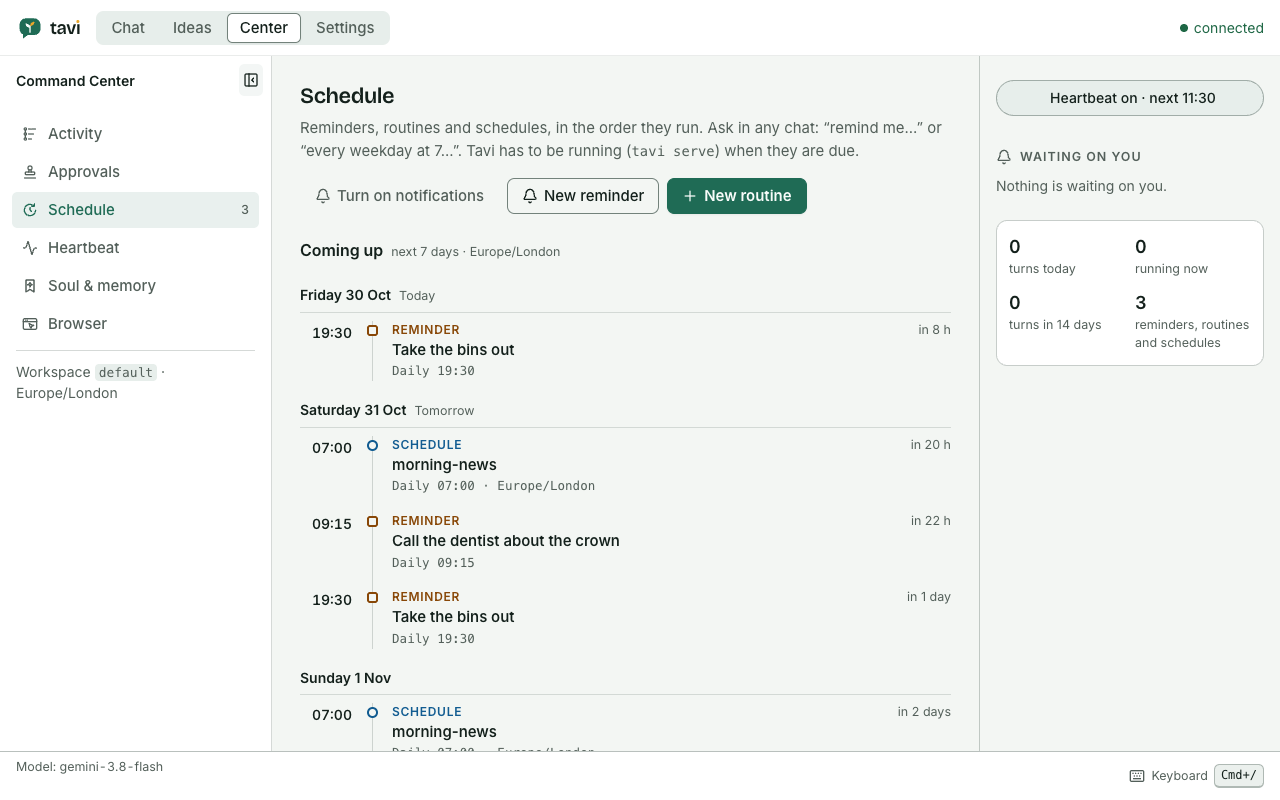 tavi
Chat
Ideas
Center
Settings
connected
Command Center
Activity
Approvals
Schedule 3
Heartbeat
Soul & memory
Browser
Workspace default ·
Europe/London
Schedule
Reminders, routines and schedules, in the order they run. Ask in any chat: “remind me…” or
“every weekday at 7…”. Tavi has to be running (tavi serve) when they are due.
Turn on notifications
New reminder
New routine
Coming up next 7 days · Europe/London
Friday 30 Oct Today
19:30 REMINDER in 8 h
Take the bins out
Daily 19:30
Saturday 31 Oct Tomorrow
07:00 SCHEDULE in 20 h
morning-news
Daily 07:00 · Europe/London
09:15 REMINDER in 22 h
Call the dentist about the crown
Daily 09:15
19:30 REMINDER in 1 day
Take the bins out
Daily 19:30
Sunday 1 Nov
07:00 SCHEDULE in 2 days
morning-news
Daily 07:00 · Europe/London
Heartbeat on · next 11:30
WAITING ON YOU
Nothing is waiting on you.
0 turns today
0 running now
0 turns in 14 days
3 reminders, routines
and schedules
Model: gemini-3.8-flash
Keyboard Cmd+/